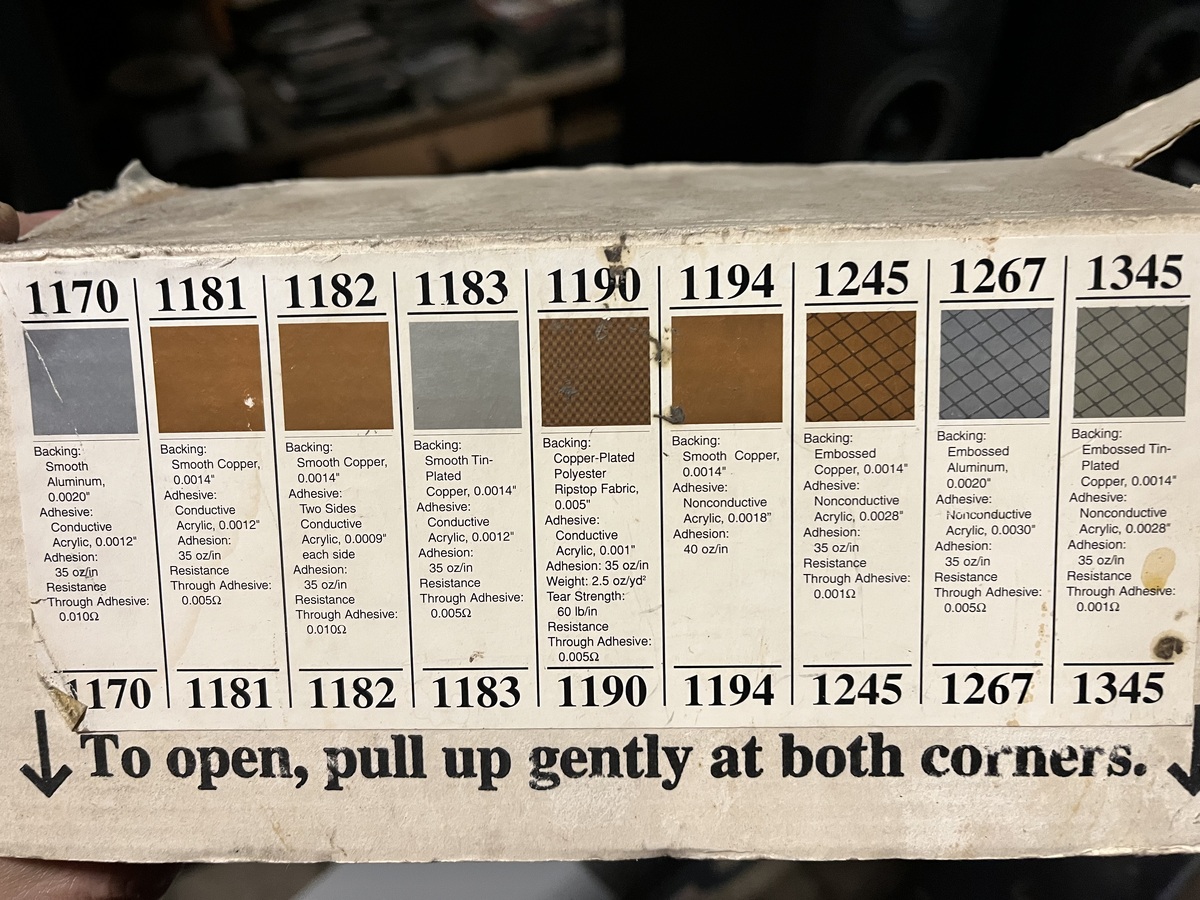 1170
1181
1182
1183
1190
1194
1245
1267
1345
Backing:
Smooth
Aluminum,
0.0020"
Adhesive:
Conductive
Acrylic, 0.0012"
Adhesion:
35 oz/in
Resistance
Through Adhesive:
0.010Ω
Backing:
Smooth Copper,
0.0014"
Adhesive:
Conductive
Acrylic, 0.0012"
Adhesion:
35 oz/in
Resistance
Through Adhesive:
0.005Ω
Backing:
Smooth Copper,
0.0014"
Adhesive:
Two Sides
Conductive
Acrylic, 0.0009"
each side
Adhesion:
35 oz/in
Resistance
Through Adhesive:
0.010Ω
Backing:
Smooth Tin-
Plated
Copper, 0.0014"
Adhesive:
Conductive
Acrylic, 0.0012"
Adhesion:
35 oz/in
Resistance
Through Adhesive:
0.005Ω
Backing:
Copper-Plated
Polyester
Ripstop Fabric,
0.005"
Adhesive:
Conductive
Acrylic, 0.001"
Adhesion: 35 oz/in
Weight: 2.5 oz/yd²
Tear Strength:
60 lb/in
Resistance
Through Adhesive:
0.005Ω
Backing:
Smooth Copper,
0.0014"
Adhesive:
Nonconductive
Acrylic, 0.0018"
Adhesion:
40 oz/in
Backing:
Embossed
Copper, 0.0014"
Adhesive:
Nonconductive
Acrylic, 0.0028"
Adhesion:
35 oz/in
Resistance
Through Adhesive:
0.001Ω
Backing:
Embossed
Aluminum,
0.0020"
Adhesive:
Nonconductive
Acrylic, 0.0030"
Adhesion:
35 oz/in
Resistance
Through Adhesive:
0.005Ω
Backing:
Embossed Tin-
Plated
Copper, 0.0014"
Adhesive:
Nonconductive
Acrylic, 0.0028"
Adhesion:
35 oz/in
Resistance
Through Adhesive:
0.001Ω
1170
1181
1182
1183
1190
1194
1245
1267
1345
To open, pull up gently at both corners.